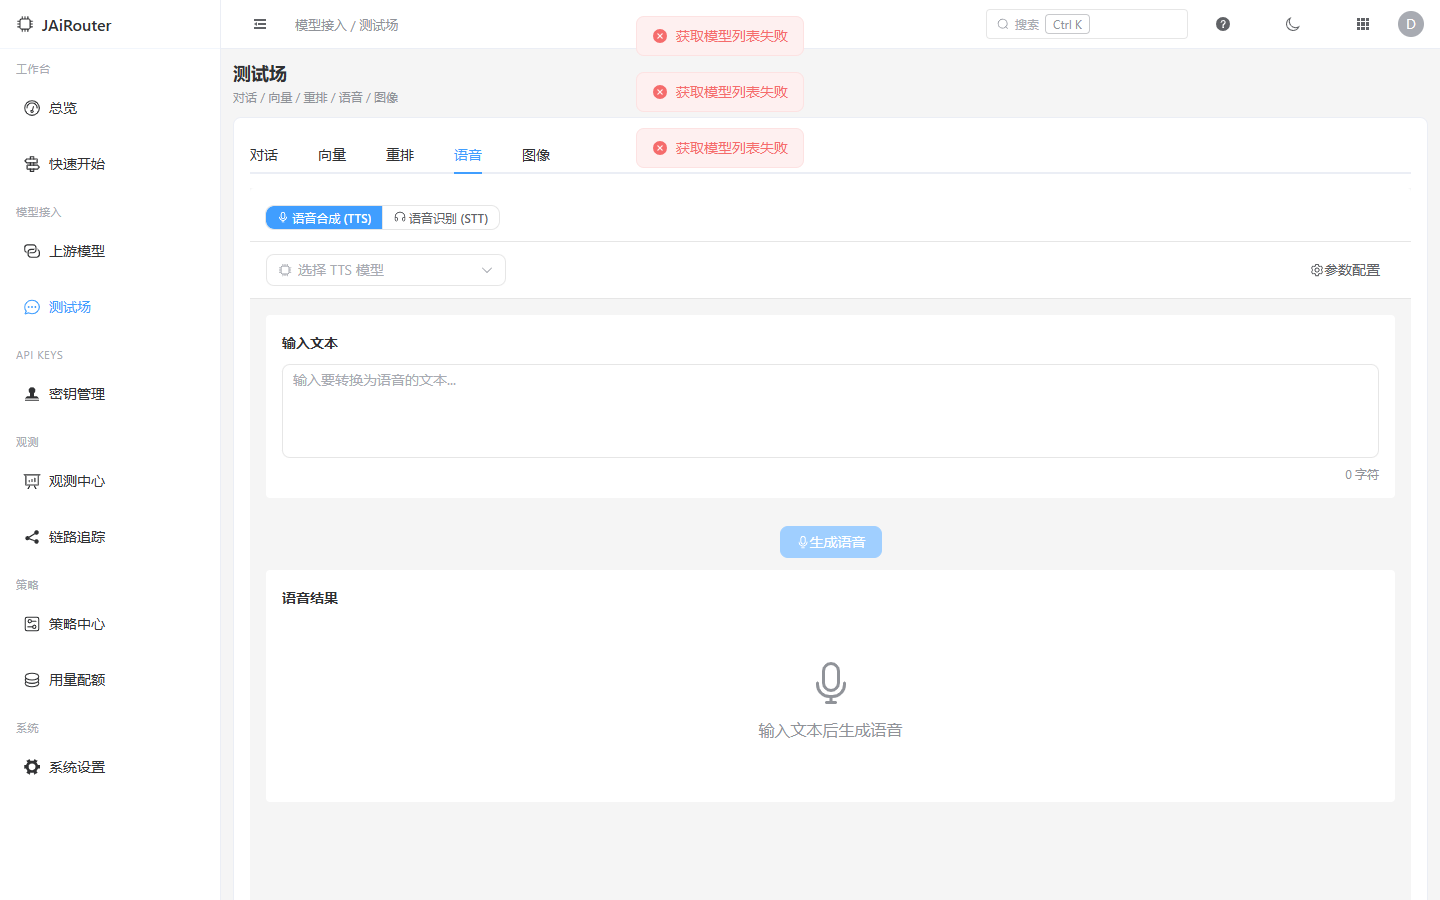 JAiRouter
模型接入 / 测试场
搜索 Ctrl K
D
获取模型列表失败
获取模型列表失败
获取模型列表失败
工作台
总览
快速开始
模型接入
上游模型
测试场
API KEYS
密钥管理
观测
观测中心
链路追踪
策略
策略中心
用量配额
系统
系统设置
测试场
对话 / 向量 / 重排 / 语音 / 图像
对话 向量 重排 语音 图像
语音合成 (TTS) 语音识别 (STT)
选择 TTS 模型 参数配置
输入文本
输入要转换为语音的文本...
0 字符
生成语音
语音结果
输入文本后生成语音